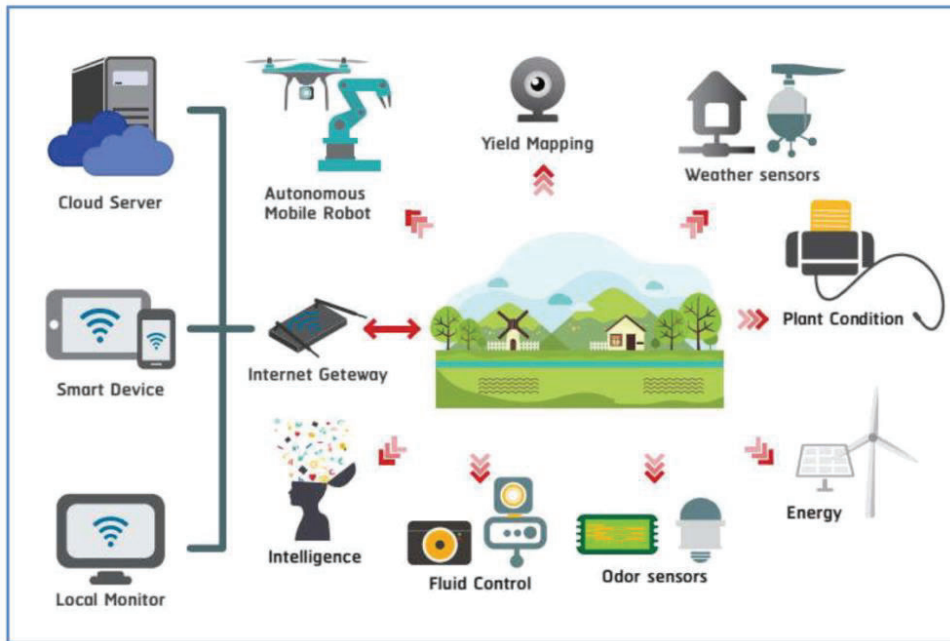 Cloud Server
Autonomous
Mobile Robot
Yield Mapping
Weather sensors
Plant Condition
Smart Device
Internet Geteway
Energy
Intelligence
Fluid Control
Odor sensors
Local Monitor